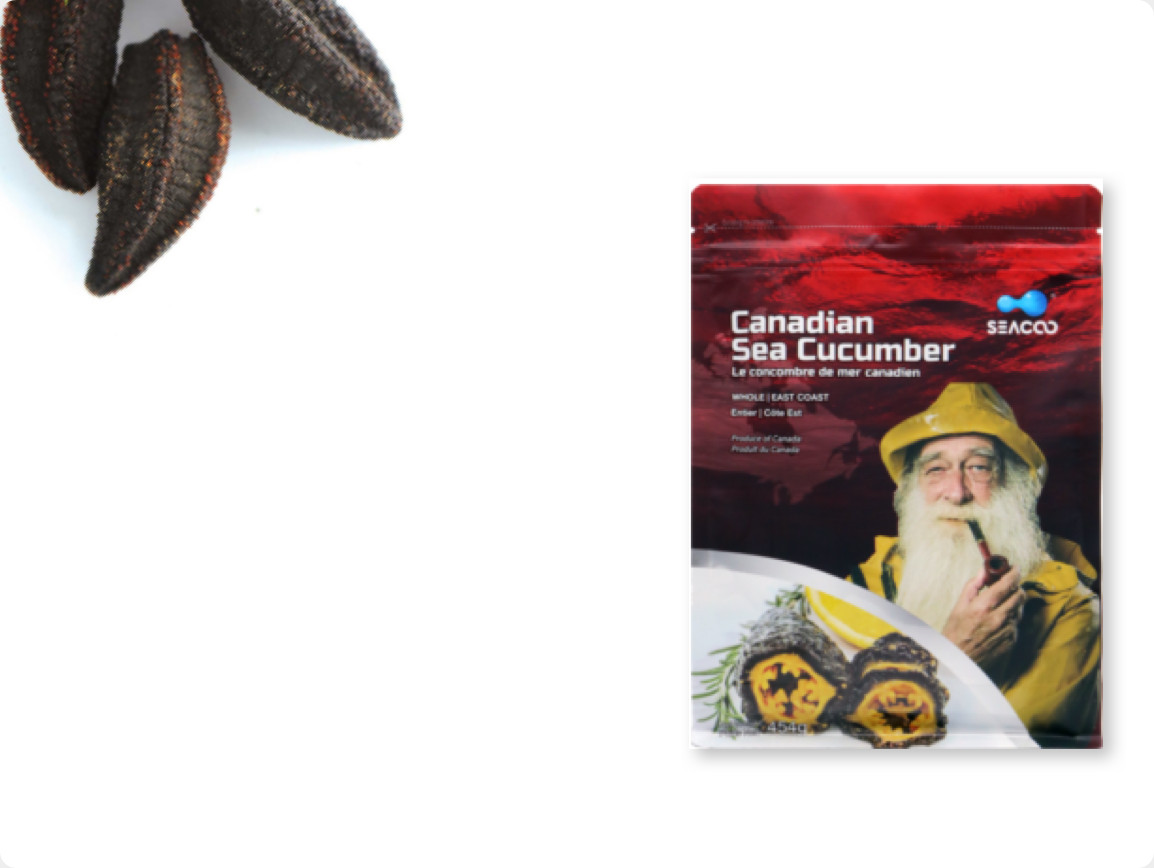 Canadian
Sea Cucumber
Le concombre de mer canadien
WHOLE | EAST COAST
Entier | Côte Est
Produce of Canada
Produit du Canada
SEACOO
454g